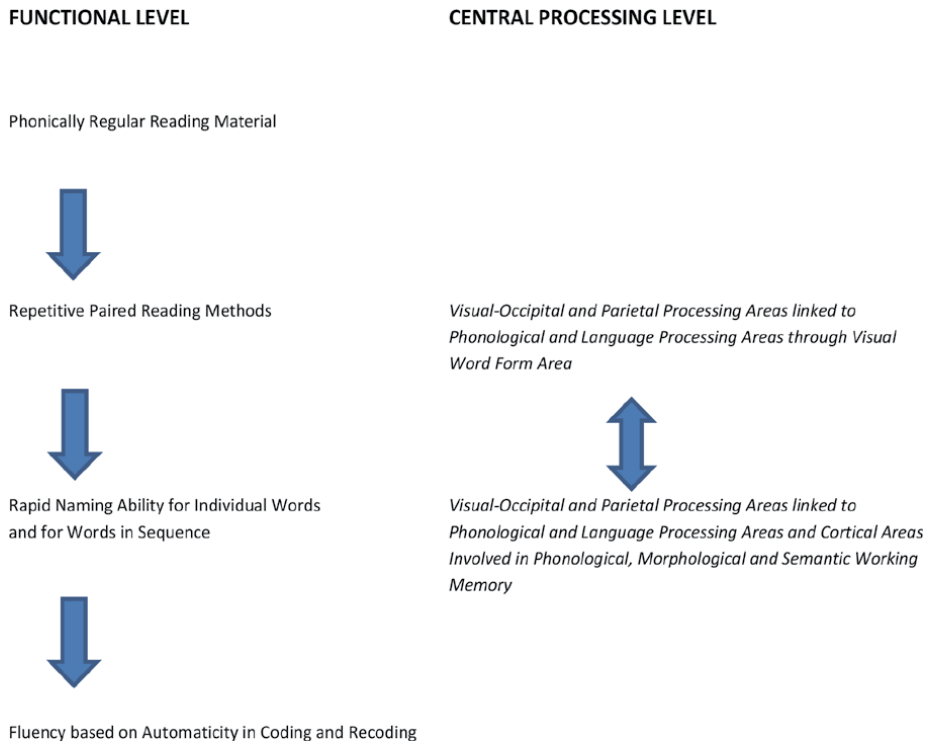 FUNCTIONAL LEVEL
CENTRAL PROCESSING LEVEL
Phonically Regular Reading Material
Repetitive Paired Reading Methods
Visual-Occipital and Parietal Processing Areas linked to
Phonological and Language Processing Areas through Visual
Word Form Area
Rapid Naming Ability for Individual Words
and for Words in Sequence
Visual-Occipital and Parietal Processing Areas linked to
Phonological and Language Processing Areas and Cortical Areas
Involved in Phonological, Morphological and Semantic Working
Memory
Fluency based on Automaticity in Coding and Recoding